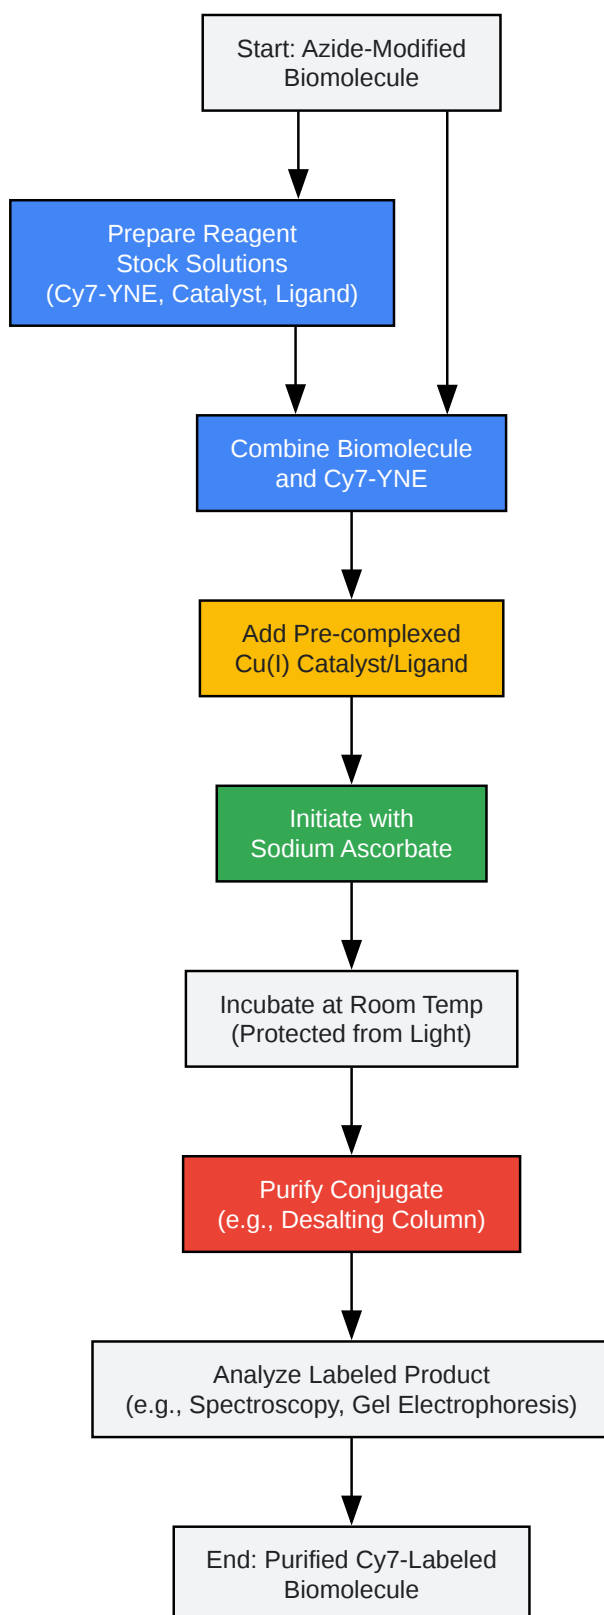 Start: Azide-Modified
Biomolecule
Prepare Reagent
Stock Solutions
(Cy7-YNE, Catalyst, Ligand)
Combine Biomolecule
and Cy7-YNE
Add Pre-complexed
Cu(I) Catalyst/Ligand
Initiate with
Sodium Ascorbate
Incubate at Room Temp
(Protected from Light)
Purify Conjugate
(e.g., Desalting Column)
Analyze Labeled Product
(e.g., Spectroscopy, Gel Electrophoresis)
End: Purified Cy7-Labeled
Biomolecule